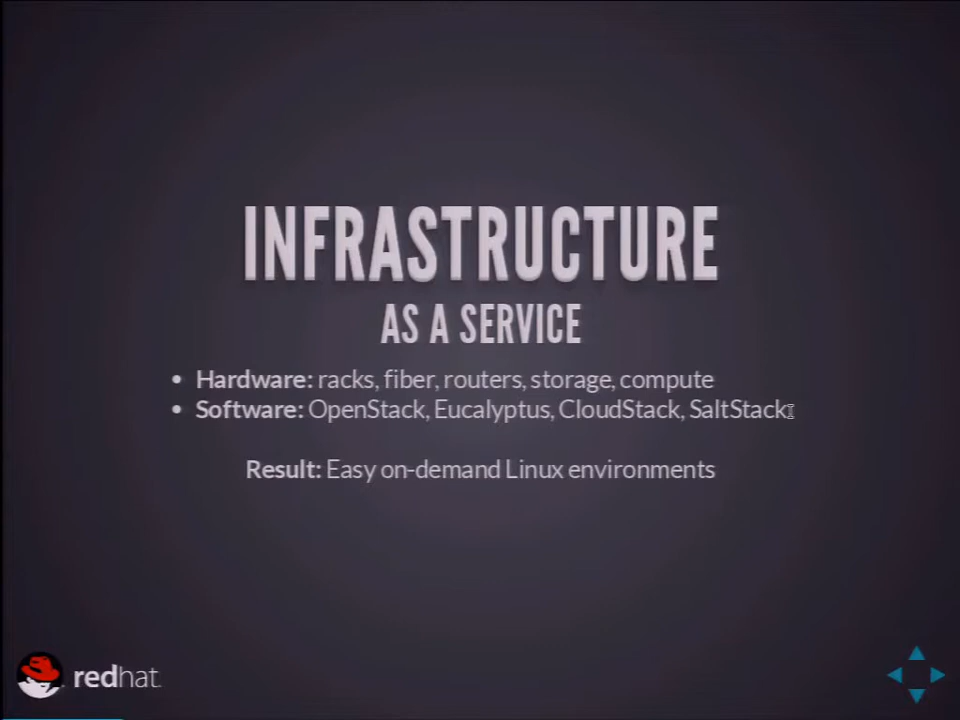 INFRASTRUCTURE
AS A SERVICE
• Hardware: racks, fiber, routers, storage, compute
• Software: OpenStack, Eucalyptus, CloudStack, SaltStack
Result: Easy on-demand Linux environments
redhat.